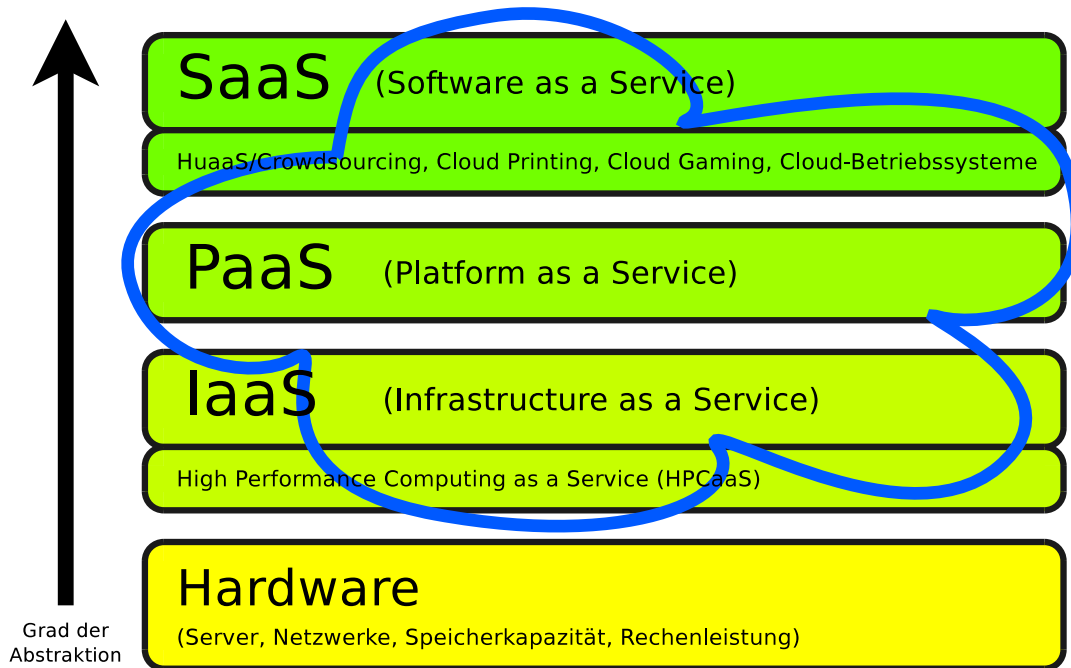 SaaS (Software as a Service)
HuaaS/Crowdsourcing, Cloud Printing, Cloud Gaming, Cloud-Betriebssysteme
PaaS (Platform as a Service)
IaaS (Infrastructure as a Service)
High Performance Computing as a Service (HPCaaS)
Hardware
(Server, Netzwerke, Speicherkapazität, Rechenleistung)
Grad der
Abstraktion